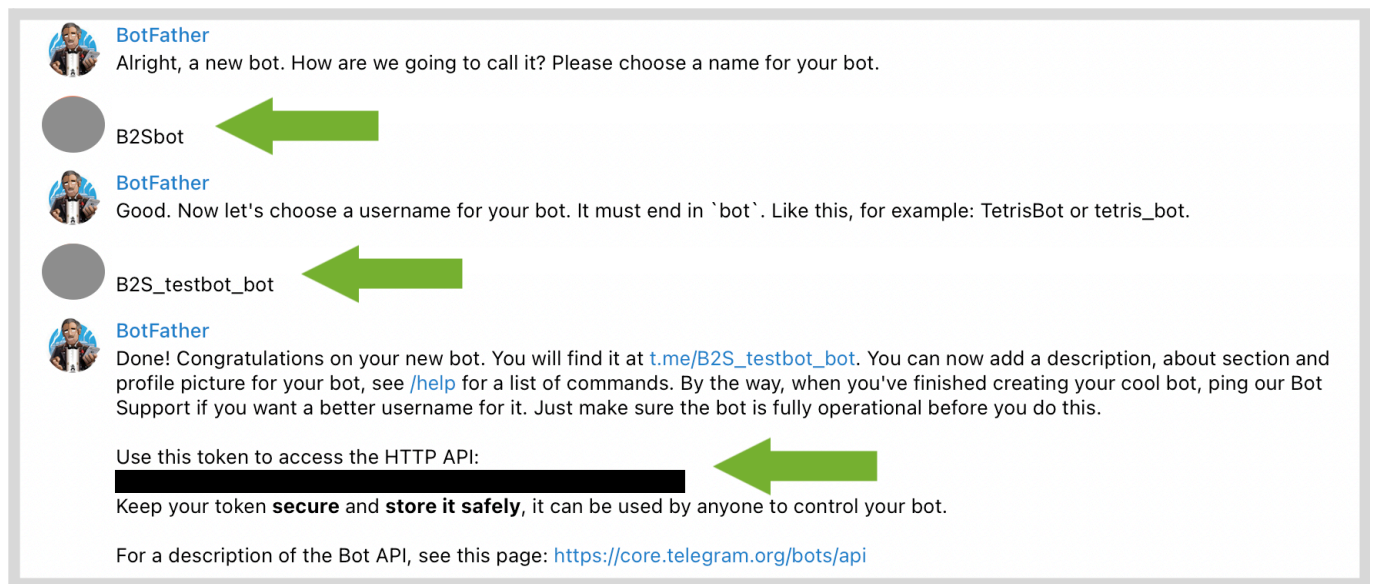 BotFather
Alright, a new bot. How are we going to call it? Please choose a name for your bot.
B2Sbot
BotFather
Good. Now let's choose a username for your bot. It must end in `bot`. Like this, for example: TetrisBot or tetris_bot.
B2S_testbot_bot
BotFather
Done! Congratulations on your new bot. You will find it at t.me/B2S_testbot_bot. You can now add a description, about section and
profile picture for your bot, see /help for a list of commands. By the way, when you've finished creating your cool bot, ping our Bot
Support if you want a better username for it. Just make sure the bot is fully operational before you do this.
Use this token to access the HTTP API:
Keep your token secure and store it safely, it can be used by anyone to control your bot.
For a description of the Bot API, see this page: https://core.telegram.org/bots/api